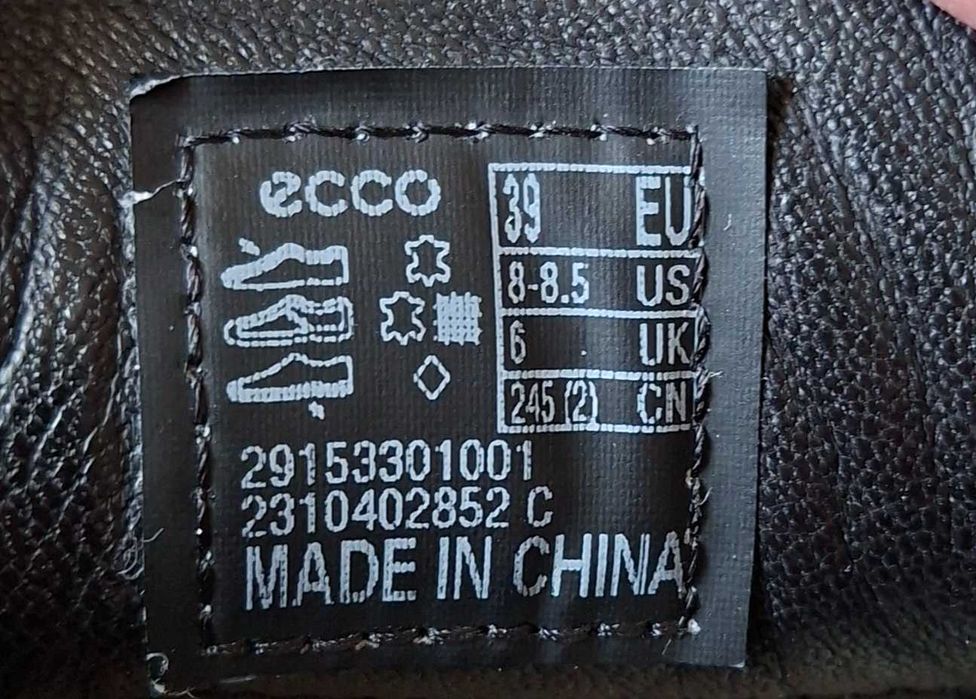 ecco
39 EU
8-8.5 US
6 UK
245 (2) CN
29153301001
2310402852 C
MADE IN CHINA